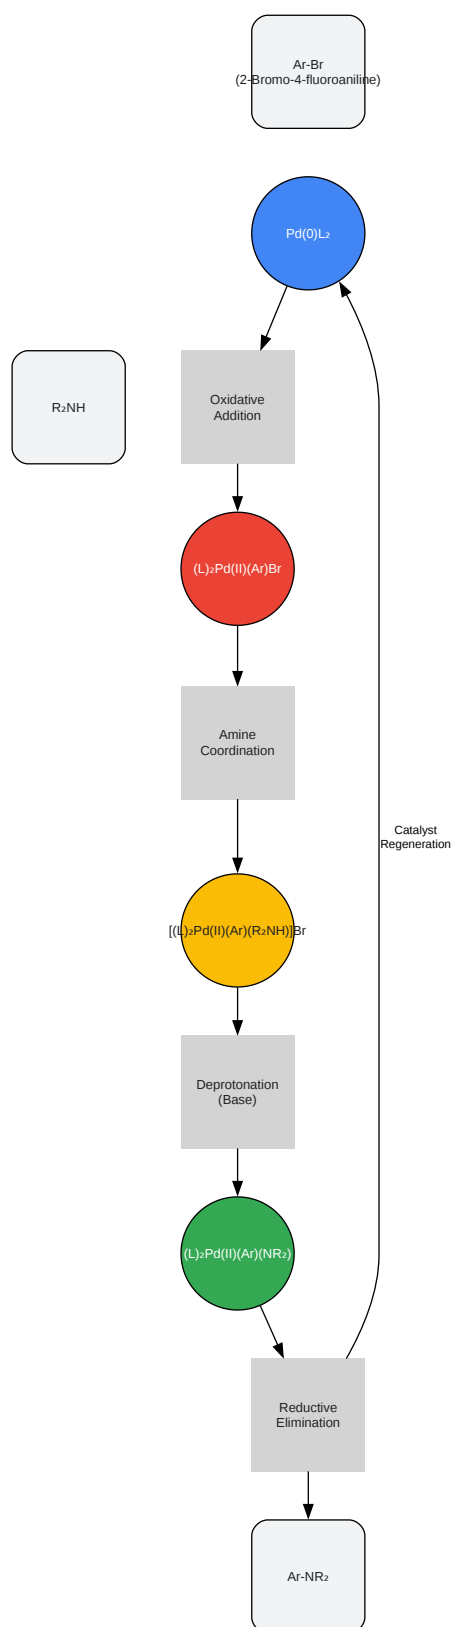 Ar-Br
(2-Bromo-4-fluoroaniline)
Pd(0)L₂
Oxidative
Addition
R₂NH
(L)₂Pd(II)(Ar)Br
Amine
Coordination
Catalyst
Regeneration
[(L)₂Pd(II)(Ar)(R₂NH)]Br
Deprotonation
(Base)
(L)₂Pd(II)(Ar)(NR₂)
Reductive
Elimination
Ar-NR₂